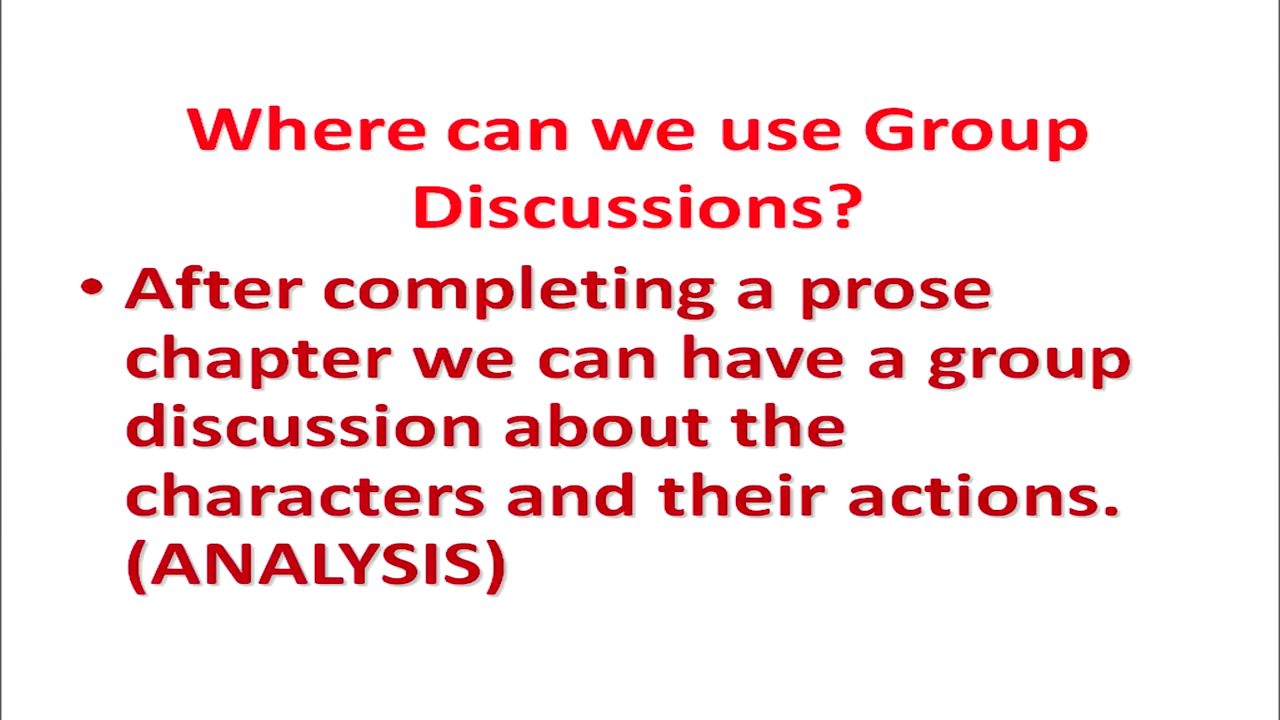 Where can we use Group
Discussions?
• After completing a prose
chapter we can have a group
discussion about the
characters and their actions.
(ANALYSIS)